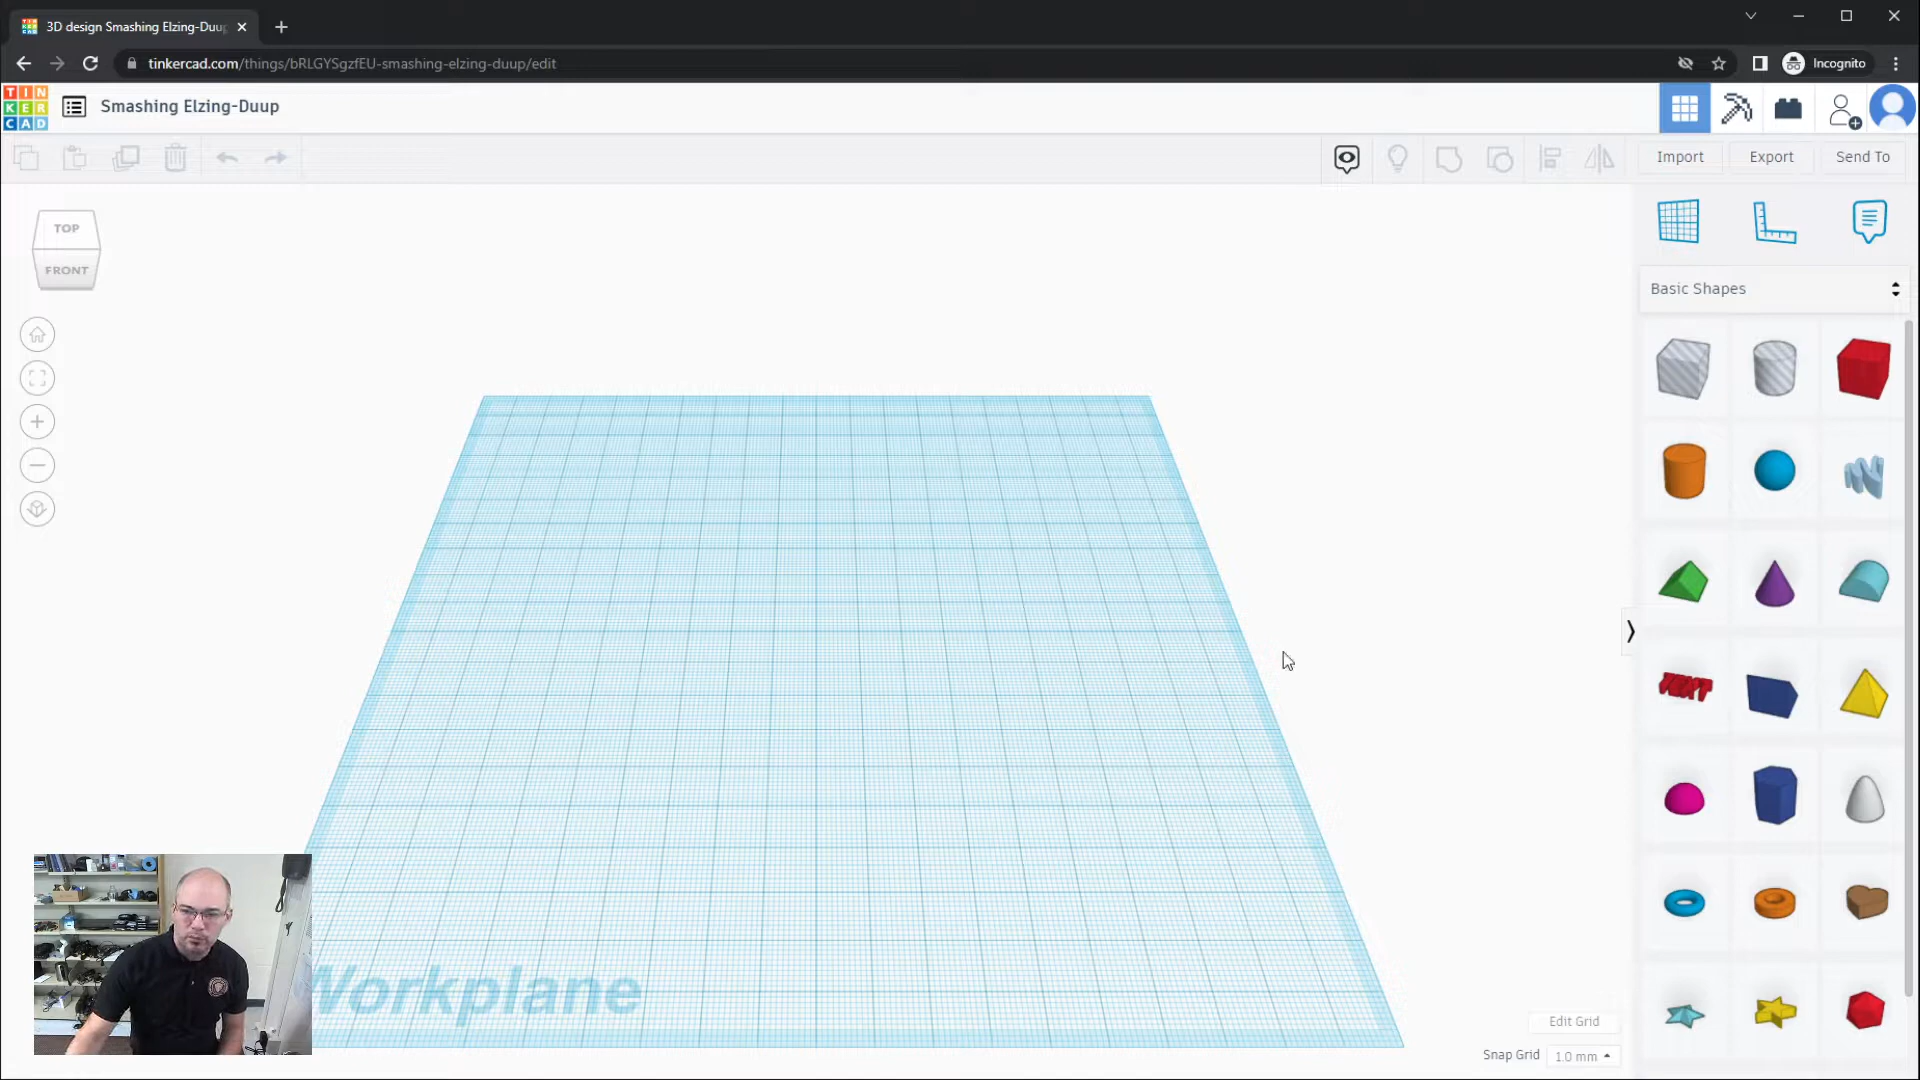 3D design Smashing Elzing-Duup
tinkercad.com/things/bRLGYSgzfEU-smashing-elzing-duup/edit
Incognito
TIN
KER
CAD
Smashing Elzing-Duup
Import
Export
Send To
TOP
FRONT
Basic Shapes
TEXT
Workplane
Edit Grid
Snap Grid
1.0 mm